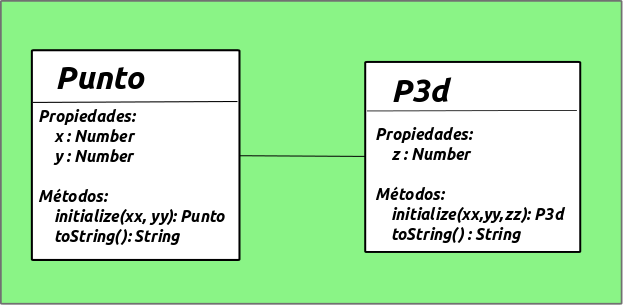 Punto
Propiedades:
x : Number
y : Number
Métodos:
initialize(xx, yy): Punto
toString(): String
P3d
Propiedades:
z : Number
Métodos:
initialize(xx,yy,zz): P3d
toString() : String